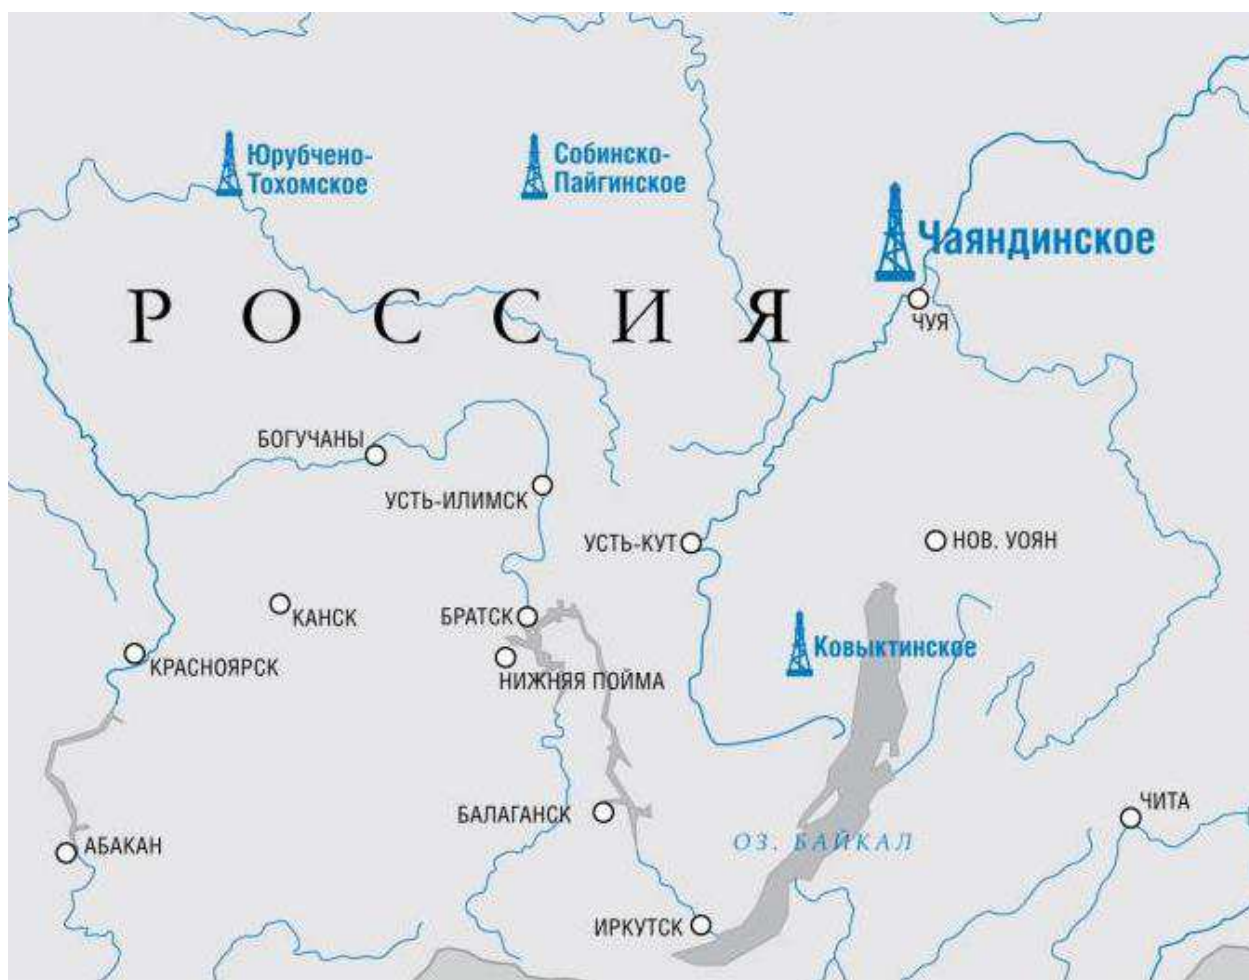 Юрубчено-
Тохомское
Собинско-
Пайгинское
Чаяндинское
РОССИЯ
ЧУЯ
БОГУЧАНЫ
УСТЬ-ИЛИМСК
УСТЬ-КУТ
НОВ. УОЯН
КАНСК
БРАТСК
КРАСНОЯРСК
НИЖНЯЯ ПОЙМА
Ковыктинское
БАЛАГАНСК
ЧИТА
АБАКАН
ОЗ. БАЙКАЛ
ИРКУТСК